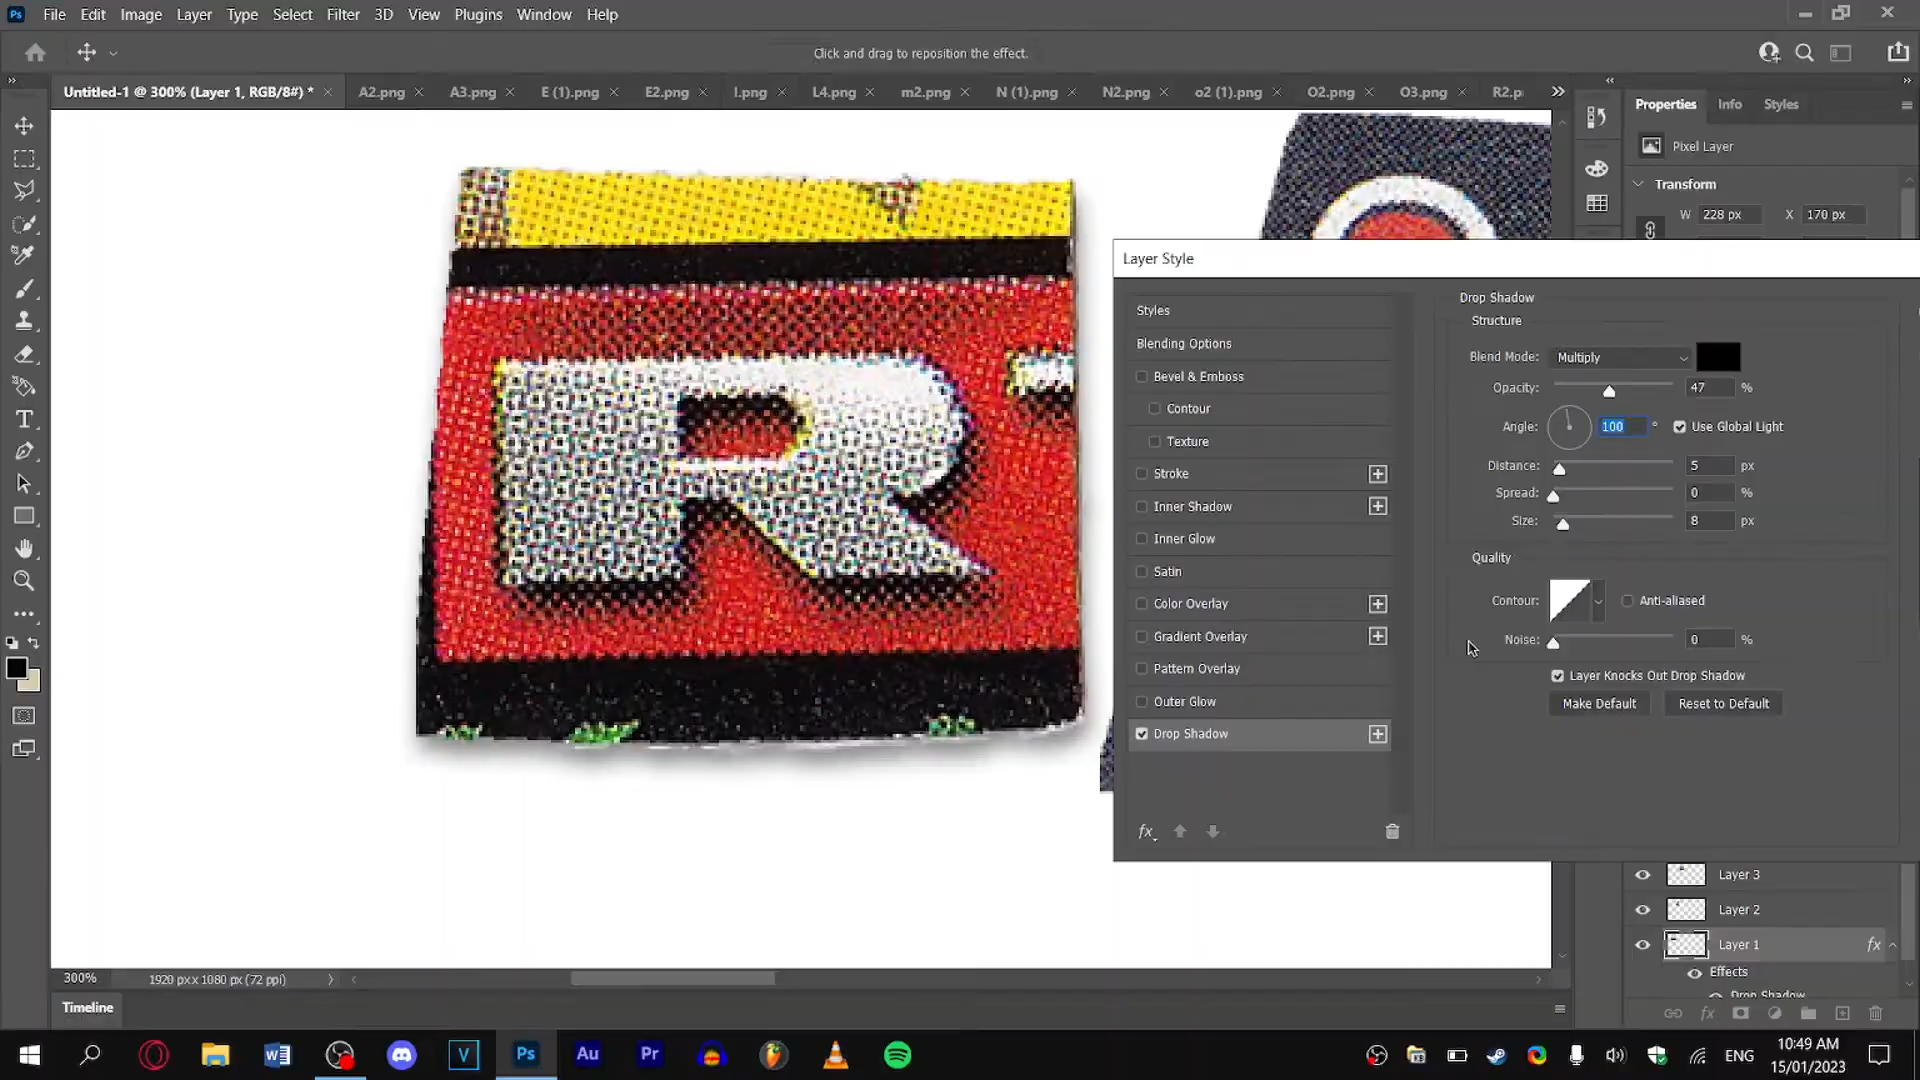 Ps File Edit Image Layer Type Select Filter 3D View Plugins Window Help
Click and drag to reposition the effect.
Untitled-1 @ 300% (Layer 1, RGB/8#) * A2.png A3.png E (1).png E2.png I.png L4.png m2.png N (1).png N2.png o2 (1).png O2.png O3.png R2.p
Properties Info Styles
Pixel Layer
Transform
W 228 px X 170 px
R
Layer Style
Styles
Blending Options
Bevel & Emboss
Contour
Texture
Stroke
Inner Shadow
Inner Glow
Satin
Color Overlay
Gradient Overlay
Pattern Overlay
Outer Glow
Drop Shadow
fx
Drop Shadow
Structure
Blend Mode: Multiply
Opacity: 47 %
Angle: 100 ° Use Global Light
Distance: 5 px
Spread: 0 %
Size: 8 px
Quality
Contour: Anti-aliased
Noise: 0 %
Layer Knocks Out Drop Shadow
Make Default Reset to Default
Layer 3
Layer 2
Layer 1 fx
Effects
Drop Shadow
fx
300% 1920 px x 1080 px (72 ppi)
Timeline
W V Ps Au Pr
ENG
10:49 AM
15/01/2023